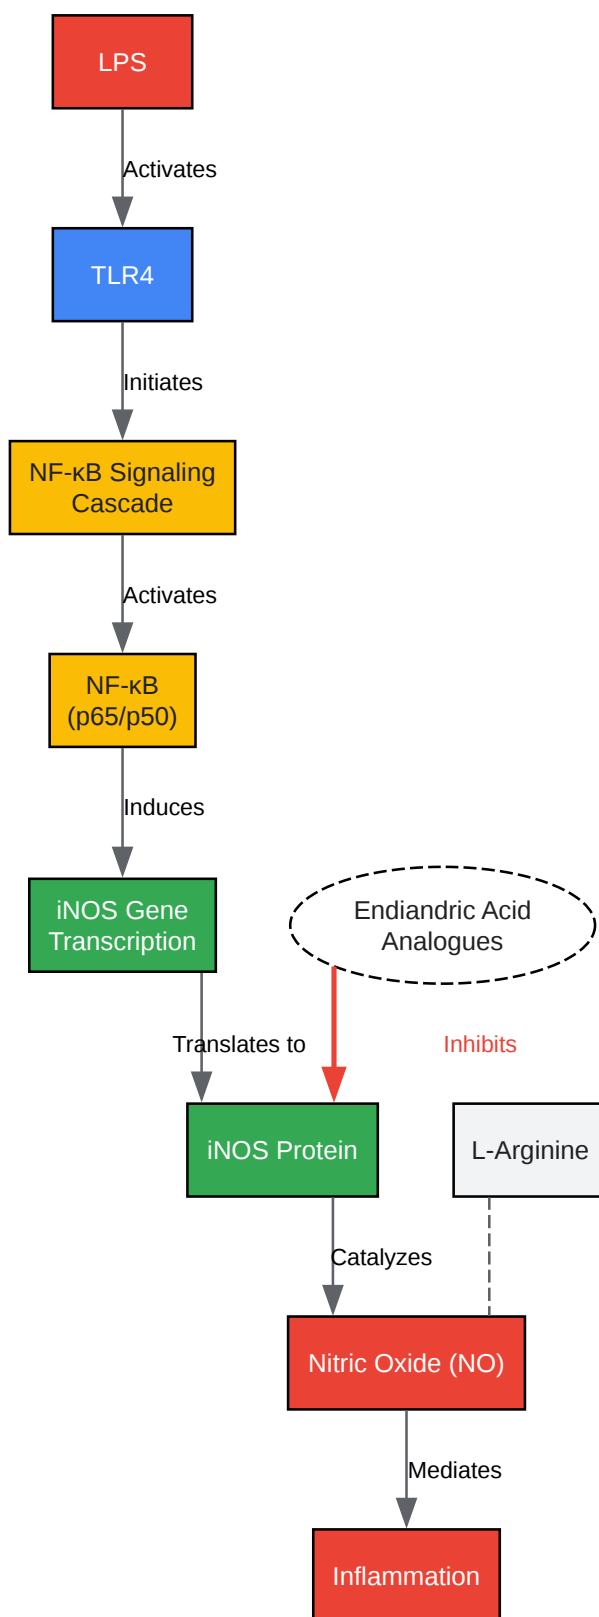 LPS
Activates
TLR4
Initiates
NF-κB Signaling
Cascade
Activates
NF-κB
(p65/p50)
Induces
iNOS Gene
Transcription
Endiandric Acid
Analogues
Translates to
Inhibits
iNOS Protein
L-Arginine
Catalyzes
Nitric Oxide (NO)
Mediates
Inflammation